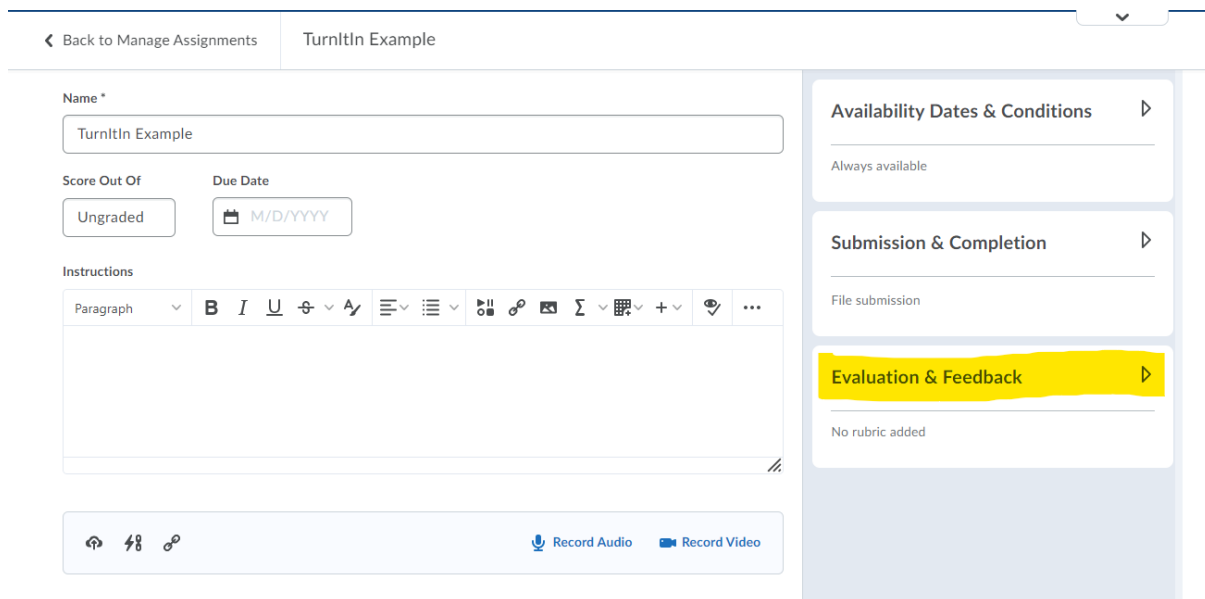 Back to Manage Assignments
TurnItIn Example
Name *
TurnItIn Example
Score Out Of
Due Date
Ungraded
M/D/YYYY
Instructions
Paragraph
B I U S A Σ +
Record Audio
Record Video
Availability Dates & Conditions
Always available
Submission & Completion
File submission
Evaluation & Feedback
No rubric added